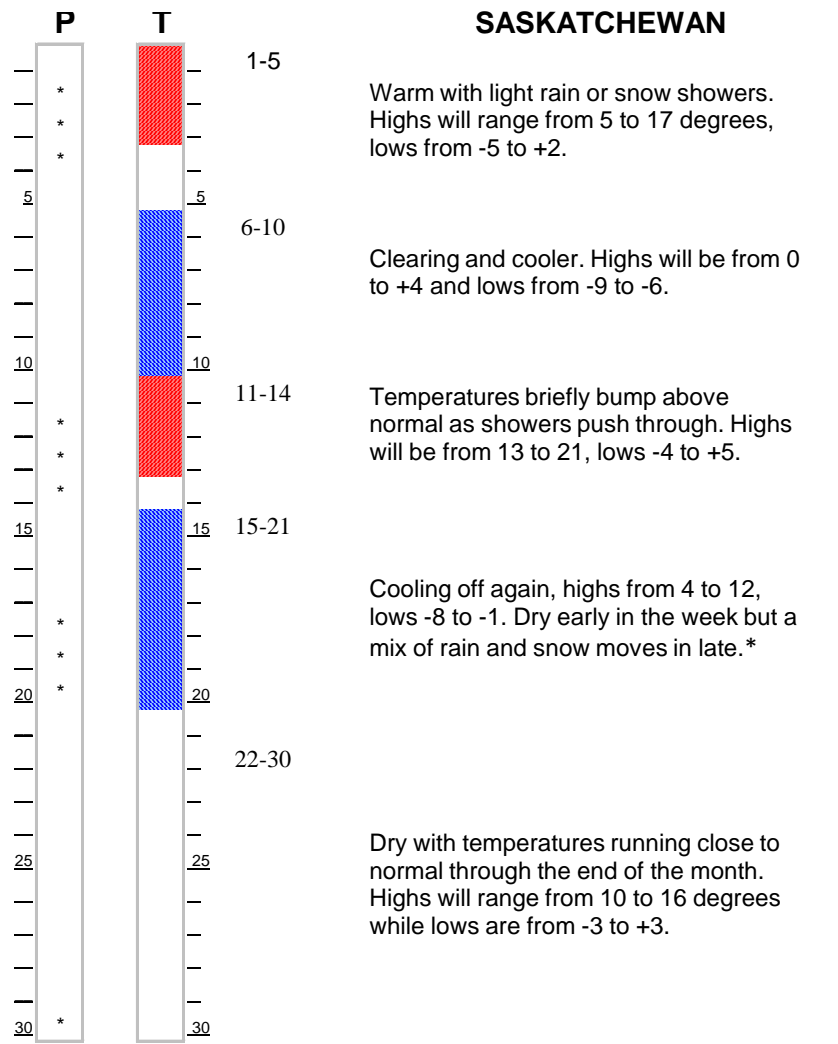 P T SASKATCHEWAN
1-5
Warm with light rain or snow showers.
*
Highs will range from 5 to 17 degrees,
*
lows from -5 to +2.
*
5 5
6-10
Clearing and cooler. Highs will be from 0
to +4 and lows from -9 to -6.
10 10
11-14
Temperatures briefly bump above
*
normal as showers push through. Highs
*
will be from 13 to 21, lows -4 to +5.
*
15 15
15-21
Cooling off again, highs from 4 to 12,
*
lows -8 to -1. Dry early in the week but a
*
mix of rain and snow moves in late.*
*
20 20
22-30
Dry with temperatures running close to
25 25
normal through the end of the month.
Highs will range from 10 to 16 degrees
while lows are from -3 to +3.
*
30 30